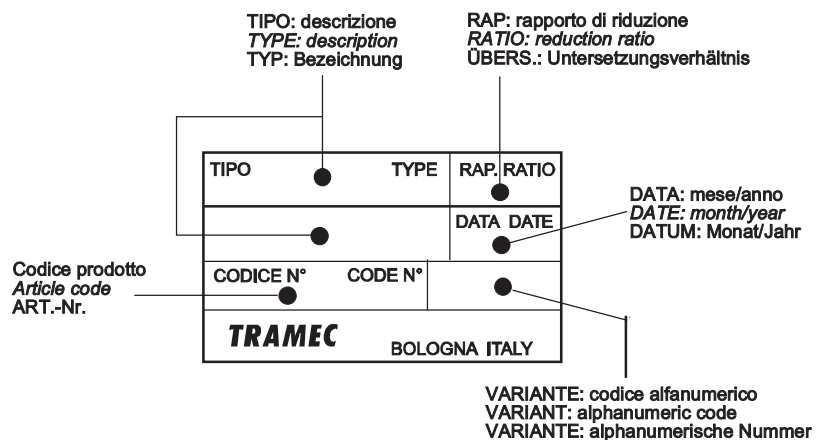 TIPO: descrizione
TYPE: description
TYP: Bezeichnung
RAP: rapporto di riduzione
RATIO: reduction ratio
ÜBERS.: Untersetzungsverhältnis
TIPO TYPE RAP. RATIO
DATA DATE
DATA: mese/anno
DATE: month/year
DATUM: Monat/Jahr
Codice prodotto
Article code
ART.-Nr.
CODICE N° CODE N°
TRAMEC BOLOGNA ITALY
VARIANTE: codice alfanumerico
VARIANT: alphanumeric code
VARIANTE: alphanumerische Nummer